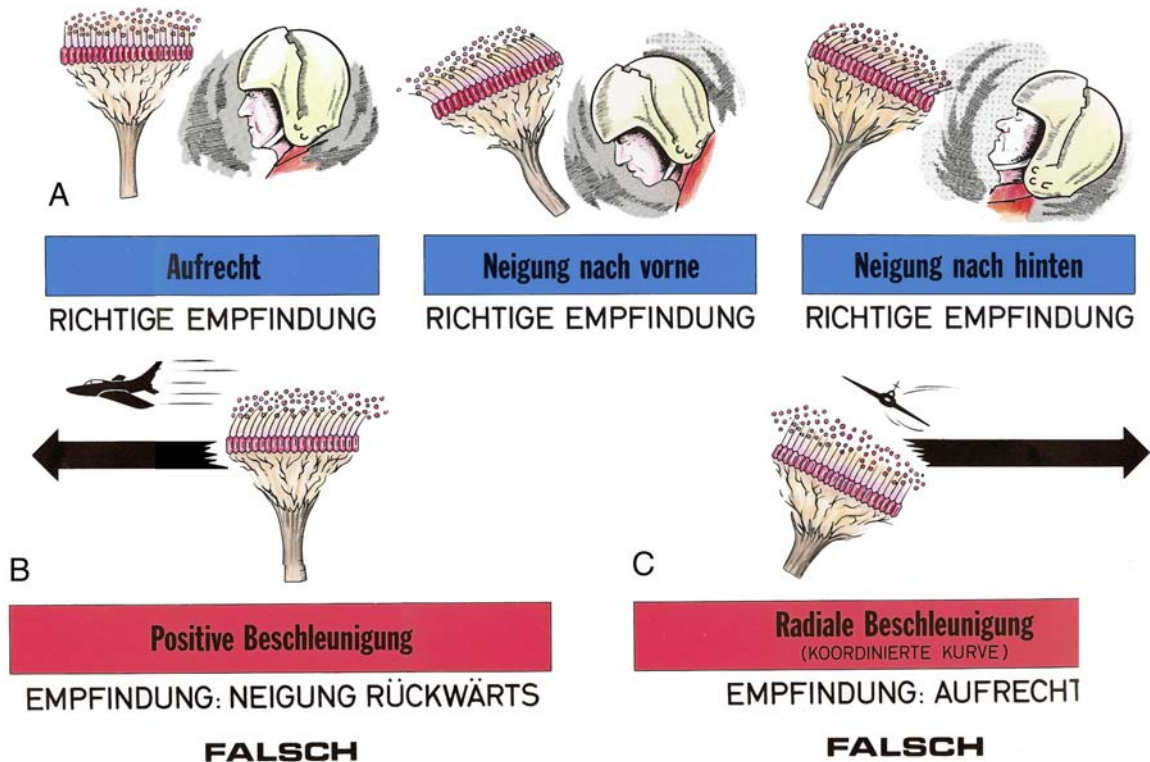 A
Aufrecht
Neigung nach vorne
Neigung nach hinten
RICHTIGE EMPFINDUNG
RICHTIGE EMPFINDUNG
RICHTIGE EMPFINDUNG
B
C
Positive Beschleunigung
EMPFINDUNG: NEIGUNG RÜCKWÄRTS
FALSCH
Radiale Beschleunigung
(KOORDINIERTE KURVE)
EMPFINDUNG: AUFRECHT
FALSCH